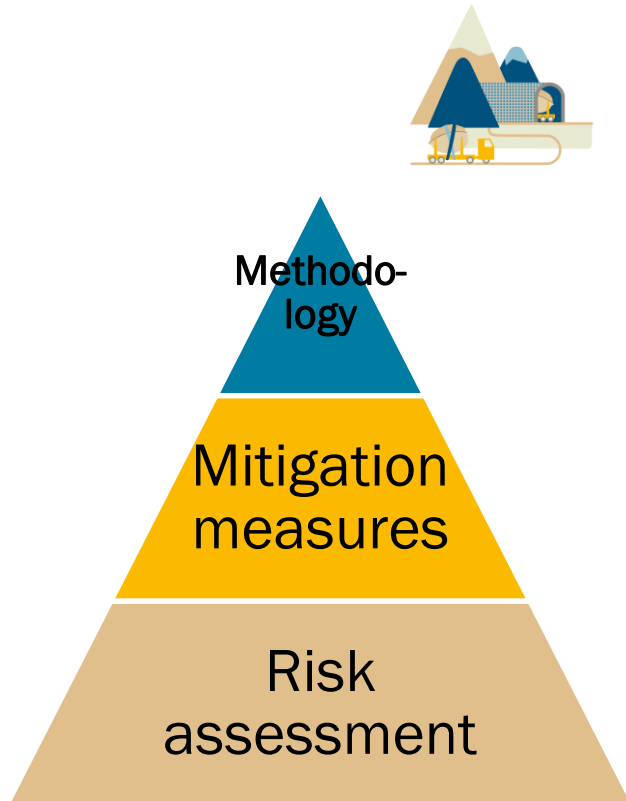 Methodo-
logy
Mitigation
measures
Risk
assessment